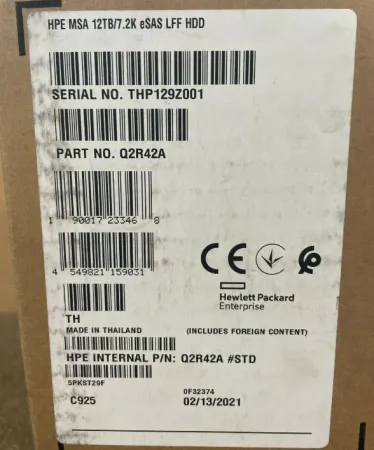 HPE MSA 12TB/7.2K eSAS LFF HDD
SERIAL NO. THP129Z001
PART NO. Q2R42A
1 90017 23346 8
4 549821 159031
CE
Hewlett Packard
Enterprise
TH
MADE IN THAILAND (INCLUDES FOREIGN CONTENT)
HPE INTERNAL P/N: Q2R42A #STD
5PKST29F
0F32374
C925 02/13/2021